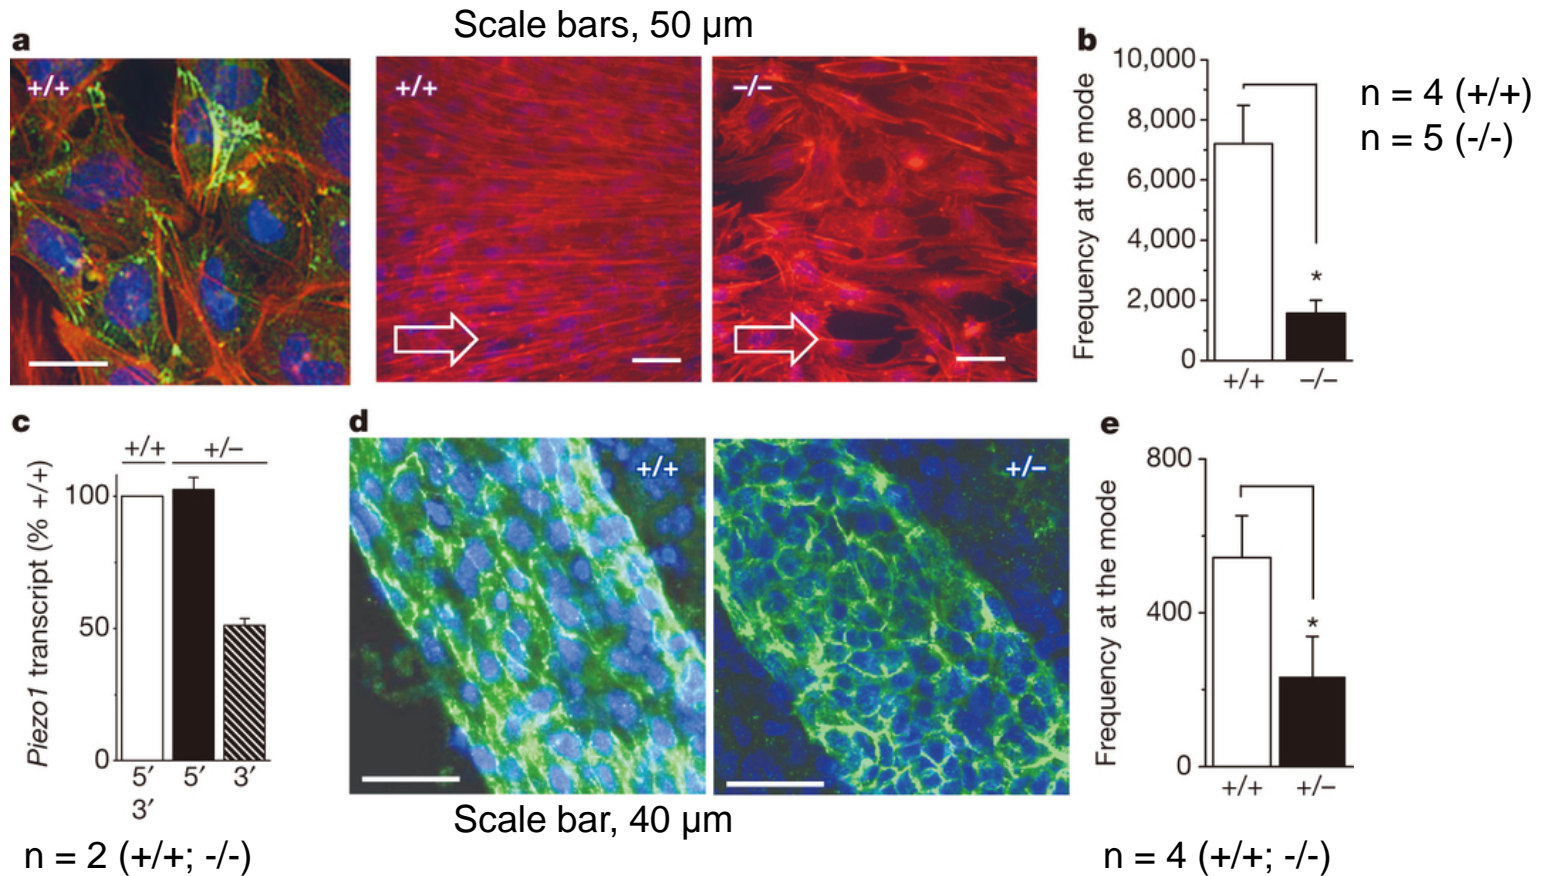 Scale bars, 50 µm
a
+/+
+/+
−/−
b
Frequency at the mode
10,000
8,000
6,000
4,000
2,000
0
*
+/+
−/−
n = 4 (+/+)
n = 5 (-/-)
c
Piezo1 transcript (% +/+)
+/+
+/−
100
50
0
5′
5′
3′
3′
n = 2 (+/+; -/-)
d
+/+
+/−
Scale bar, 40 µm
e
Frequency at the mode
800
400
0
*
+/+
+/−
n = 4 (+/+; -/-)